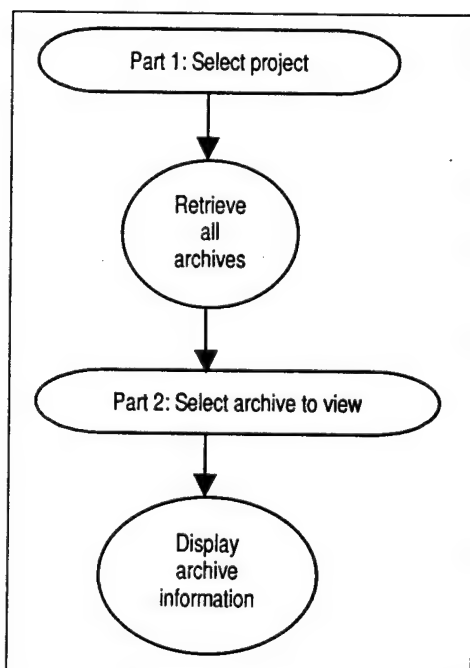 Part 1: Select project
Retrieve
all
archives
Part 2: Select archive to view
Display
archive
information